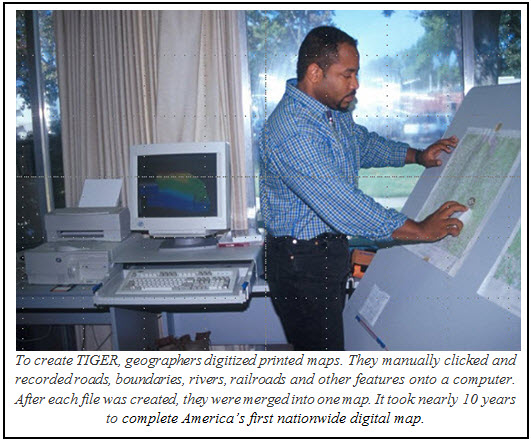 To create TIGER, geographers digitized printed maps. They manually clicked and
recorded roads, boundaries, rivers, railroads and other features onto a computer.
After each file was created, they were merged into one map. It took nearly 10 years
to complete America's first nationwide digital map.